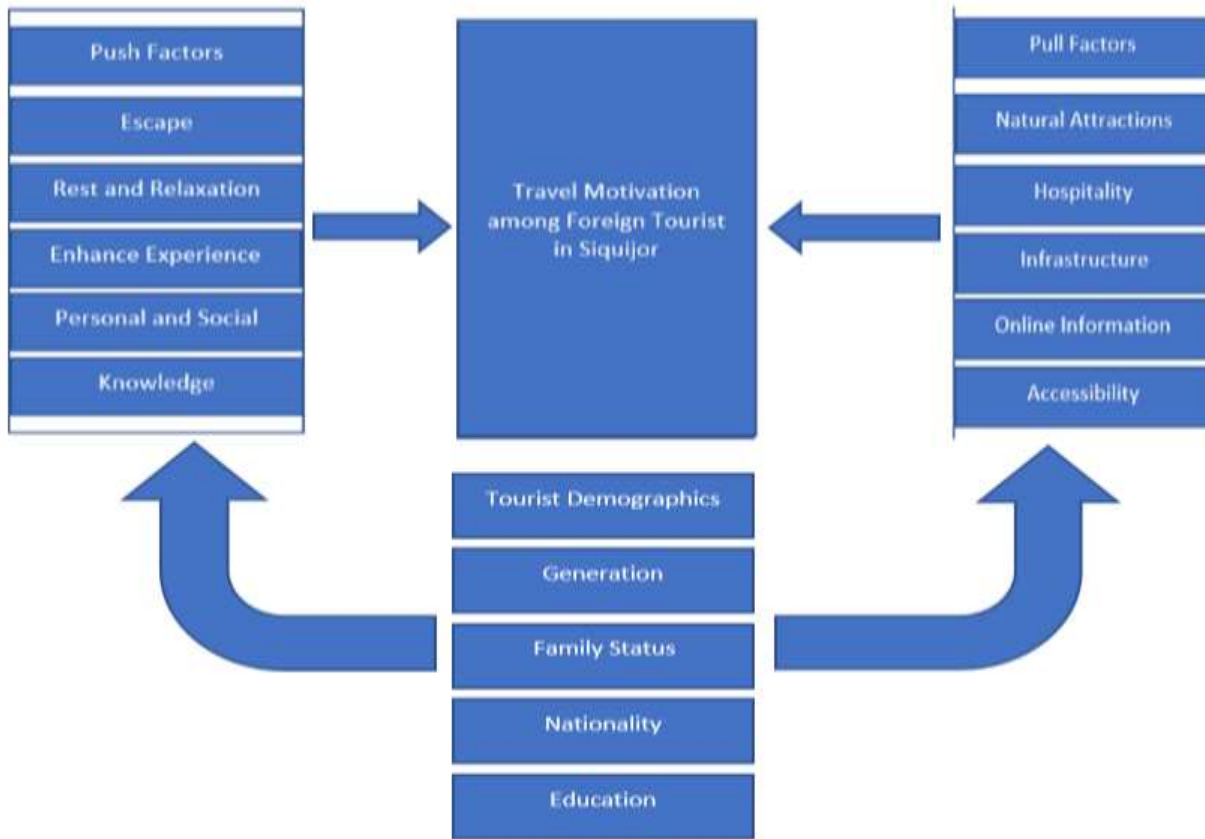 Push Factors
Escape
Rest and Relaxation
Enhance Experience
Personal and Social
Knowledge
Travel Motivation
among Foreign Tourist
in Siquijor
Pull Factors
Natural Attractions
Hospitality
Infrastructure
Online Information
Accessibility
Tourist Demographics
Generation
Family Status
Nationality
Education